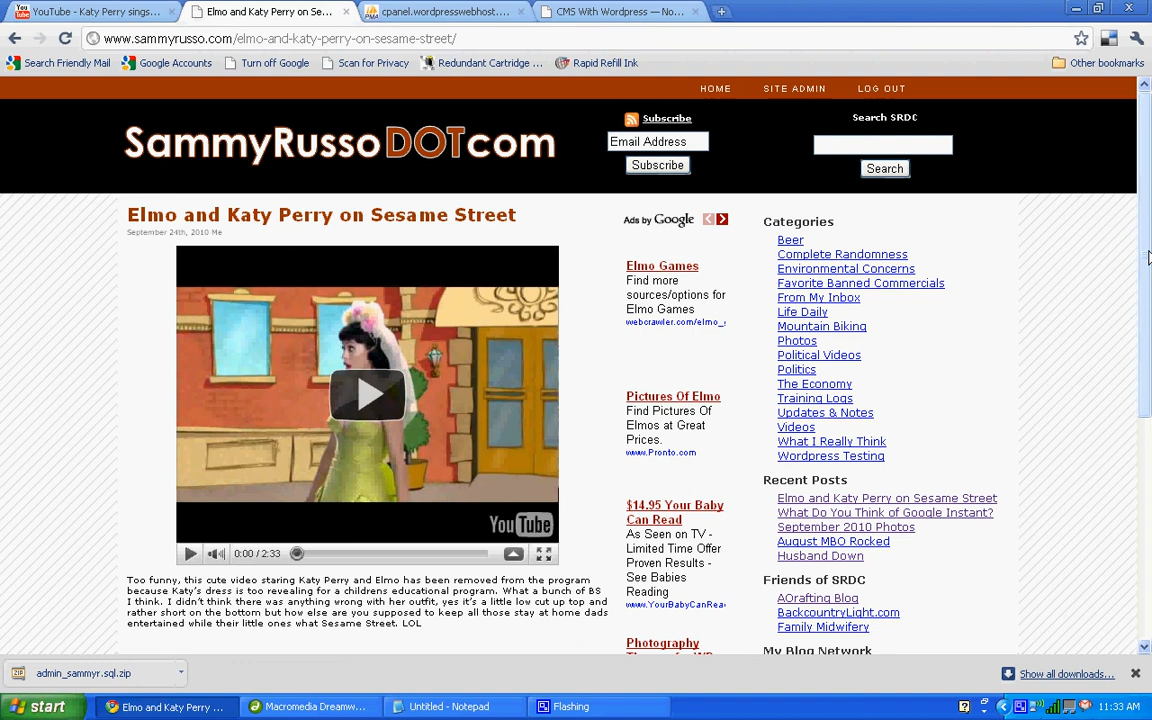 YouTube - Katy Perry sings...
Elmo and Katy Perry on Se...
cpanel.wordpresswebhost....
CMS With Wordpress — No...
www.sammyrusso.com/elmo-and-katy-perry-on-sesame-street/
Search Friendly Mail
Google Accounts
Turn off Google
Scan for Privacy
Redundant Cartridge ...
Rapid Refill Ink
Other bookmarks
HOME
SITE ADMIN
LOG OUT
SammyRussoDOTcom
Subscribe
Email Address
Subscribe
Search SRDC
Search
Elmo and Katy Perry on Sesame Street
September 24th, 2010 Me
YouTube
0:00 / 2:33
Too funny, this cute video staring Katy Perry and Elmo has been removed from the program
because Katy's dress is too revealing for a childrens educational program. What a bunch of BS
I think. I didn't think there was anything wrong with her outfit, yes it's a little low cut up top and
rather short on the bottom but how else are you supposed to keep all those stay at home dads
entertained while their little ones what Sesame Street. LOL
Ads by Google
Elmo Games
Find more
sources/options for
Elmo Games
webcrawler.com/elmo_
Pictures Of Elmo
Find Pictures Of
Elmos at Great
Prices.
www.Pronto.com
$14.95 Your Baby
Can Read
As Seen on TV -
Limited Time Offer
Proven Results -
See Babies
Reading
www.YourBabyCanRea
Photography
Categories
Beer
Complete Randomness
Environmental Concerns
Favorite Banned Commercials
From My Inbox
Life Daily
Mountain Biking
Photos
Political Videos
Politics
The Economy
Training Logs
Updates & Notes
Videos
What I Really Think
Wordpress Testing
Recent Posts
Elmo and Katy Perry on Sesame Street
What Do You Think of Google Instant?
September 2010 Photos
August MBO Rocked
Husband Down
Friends of SRDC
AOrafting Blog
BackcountryLight.com
Family Midwifery
My Blog Network
admin_sammyr.sql.zip
Show all downloads...
start
Elmo and Katy Perry ...
Macromedia Dreamw...
Untitled - Notepad
Flashing
11:33 AM